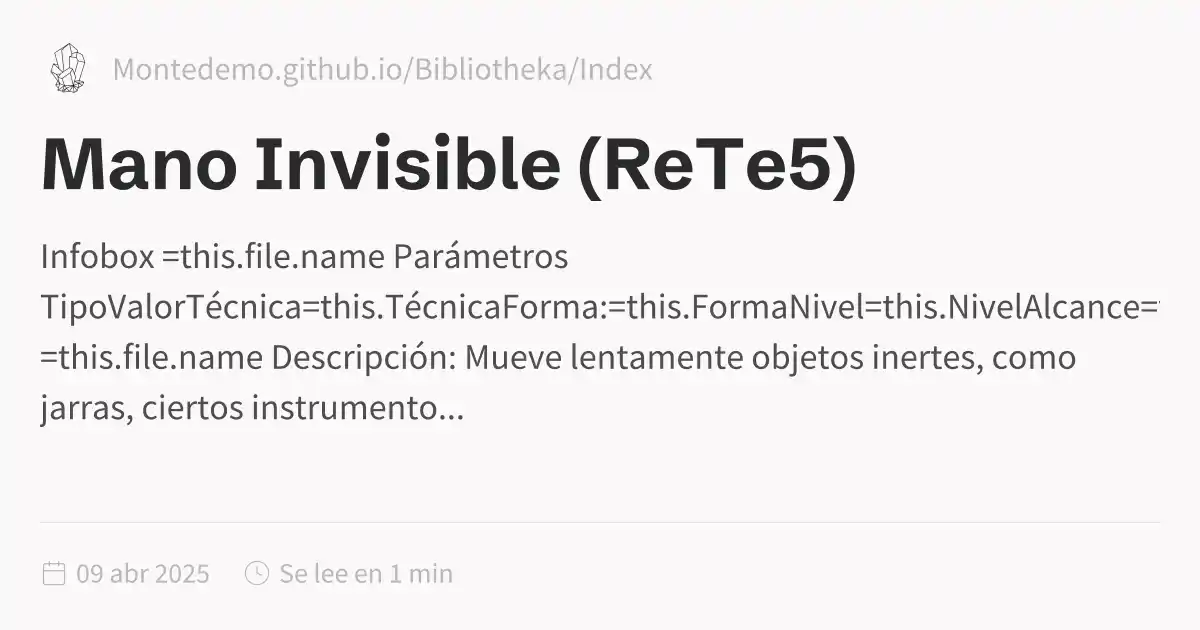 Montedemo.github.io/Bibliotheka/Index
Mano Invisible (ReTe5)
Infobox =this.file.name Parámetros
TipoValorTécnica=this.TécnicaForma:=this.FormaNivel=this.NivelAlcance=
=this.file.name Descripción: Mueve lentamente objetos inertes, como
jarras, ciertos instrumento...
09 abr 2025 Se lee en 1 min